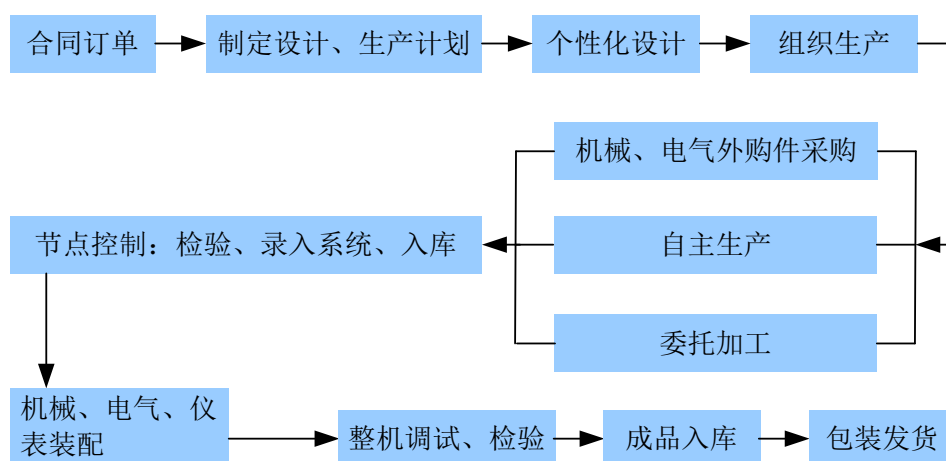 合同订单
制定设计、生产计划
个性化设计
组织生产
机械、电气外购件采购
自主生产
委托加工
节点控制：检验、录入系统、入库
机械、电气、仪
表装配
整机调试、检验
成品入库
包装发货